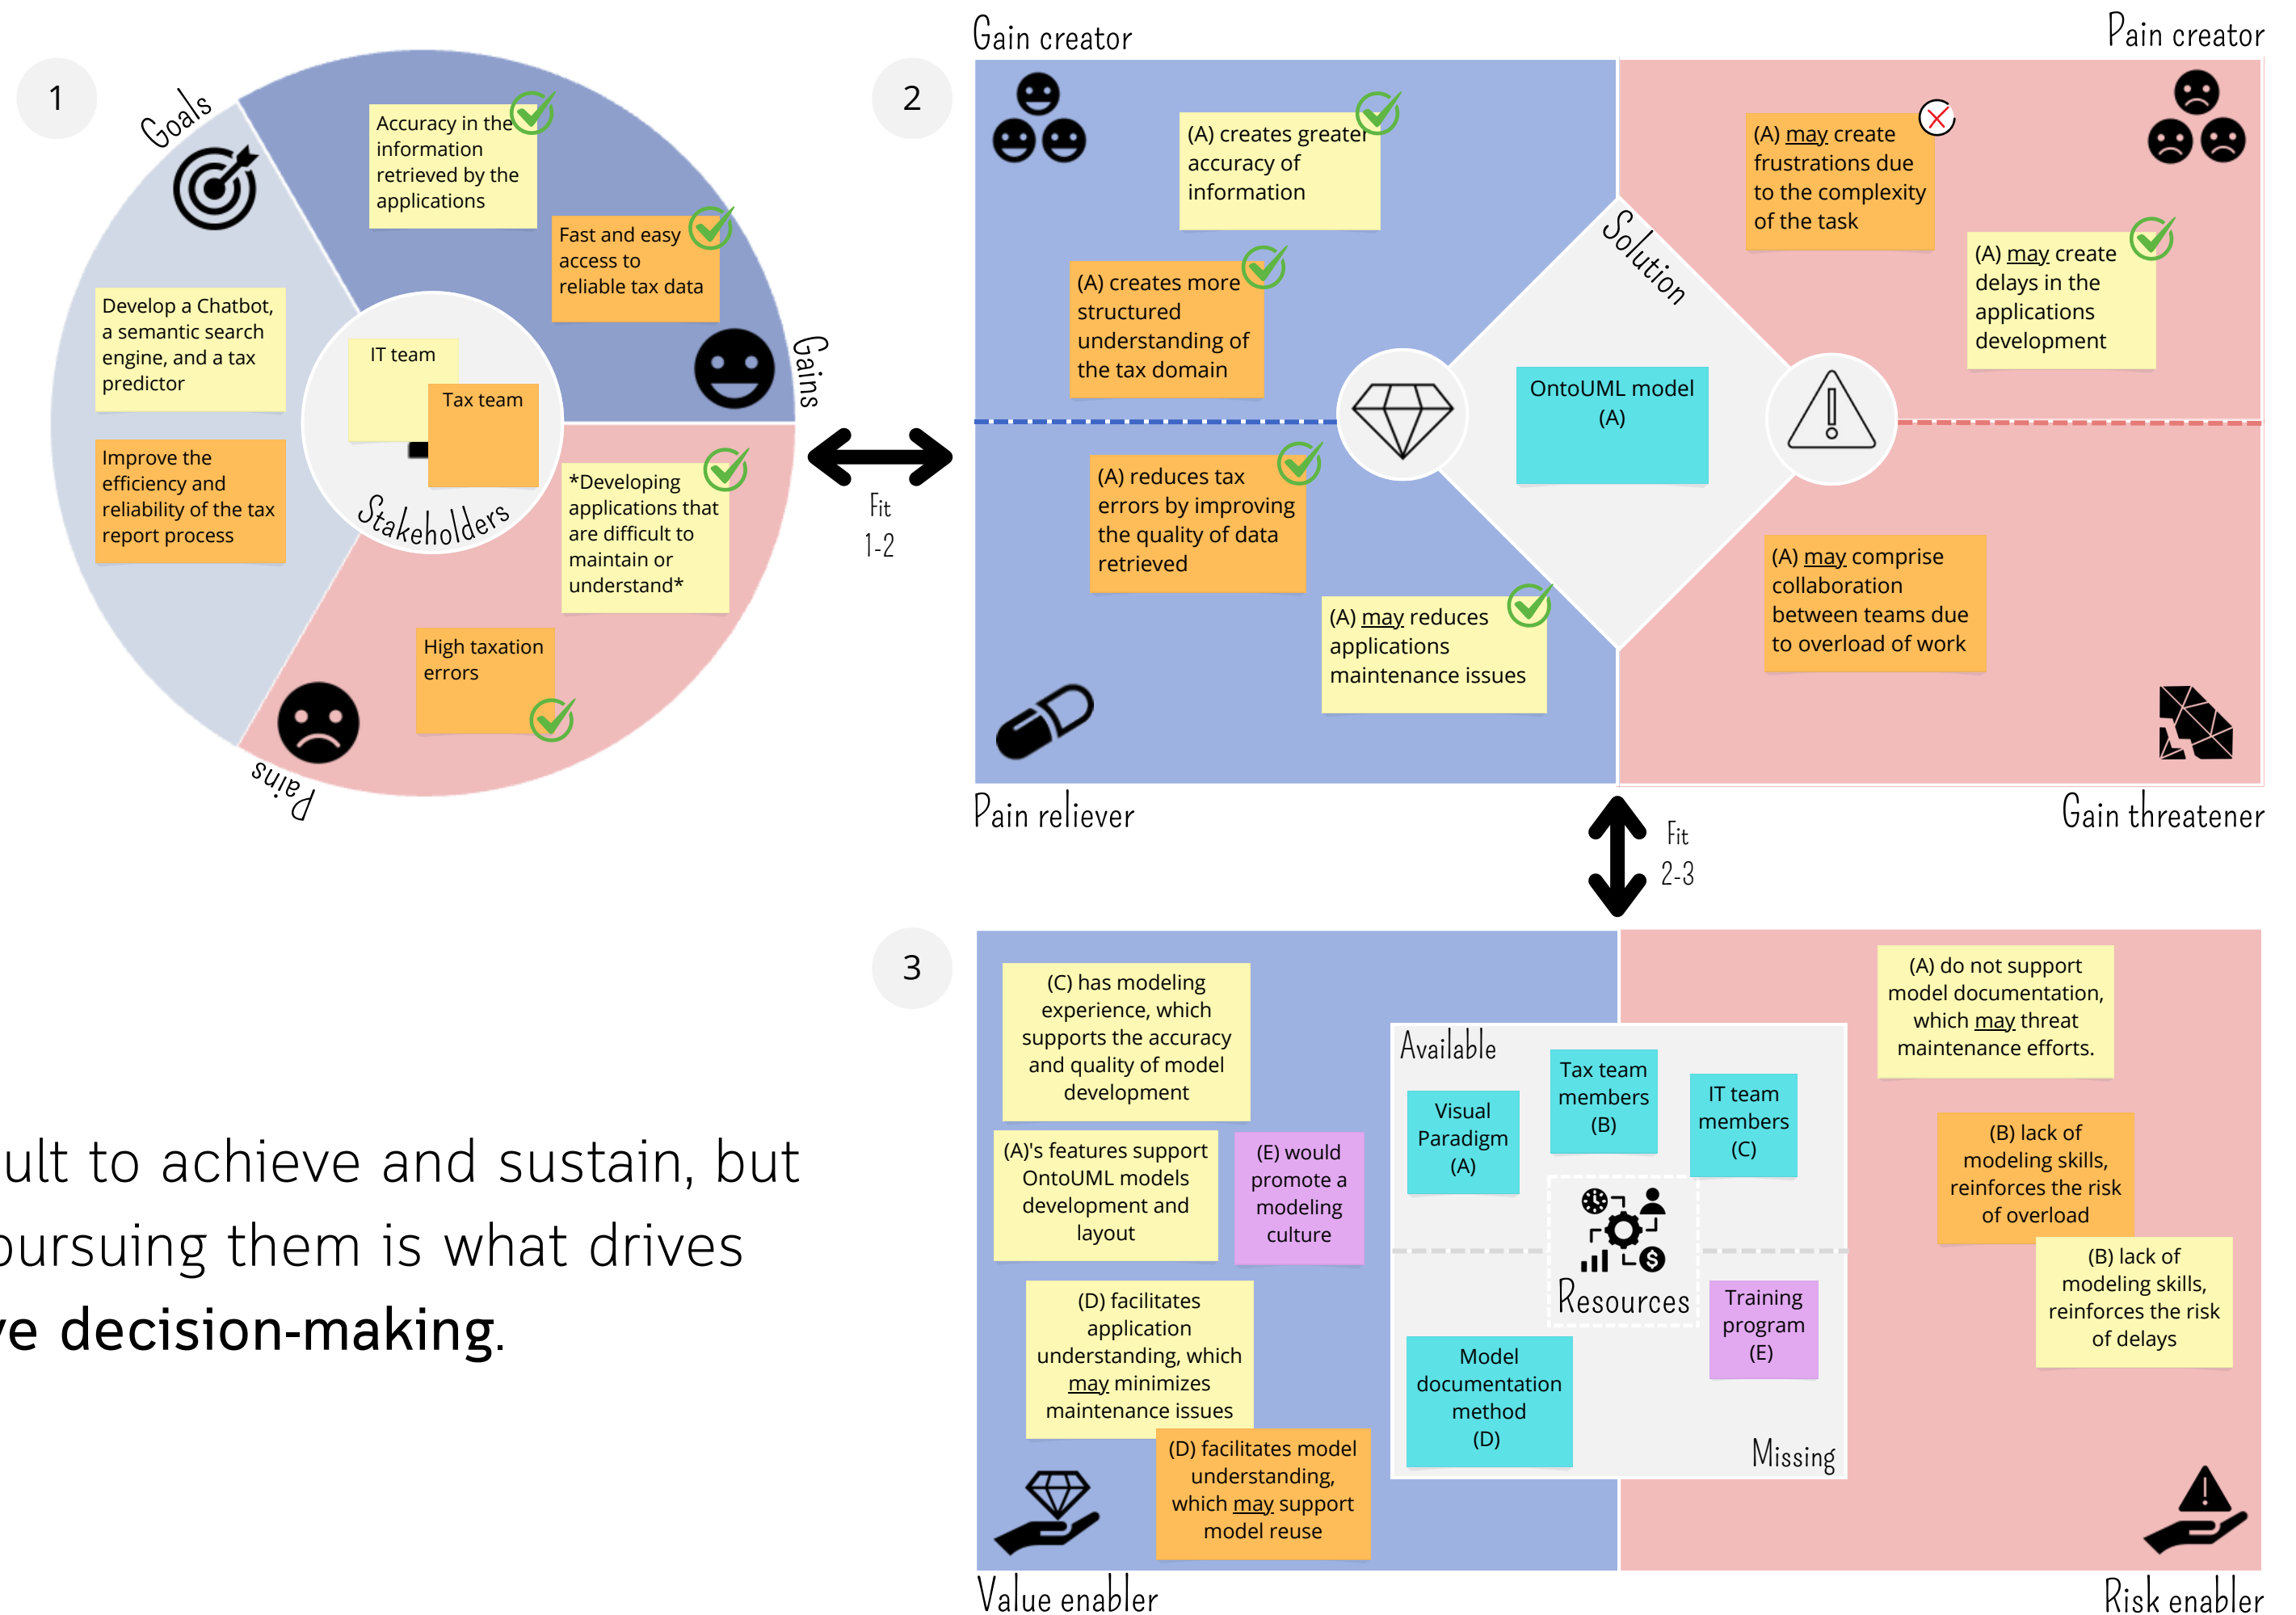 1
Goals
Accuracy in the
information
retrieved by the
applications
Fast and easy
access to
reliable tax data
Gains
Develop a Chatbot,
a semantic search
engine, and a tax
predictor
Improve the
efficiency and
reliability of the tax
report process
IT team
Tax team
Stakeholders
*Developing
applications that
are difficult to
maintain or
understand*
High taxation
errors
Pains
Fit
1-2
2
Gain creator
Pain creator
(A) creates greater
accuracy of
information
(A) creates more
structured
understanding of
the tax domain
(A) may create
frustrations due
to the complexity
of the task
(A) may create
delays in the
applications
development
Solution
OntoUML model
(A)
(A) reduces tax
errors by improving
the quality of data
retrieved
(A) may reduces
applications
maintenance issues
(A) may comprise
collaboration
between teams due
to overload of work
Pain reliever
Gain threatener
Fit
2-3
3
(C) has modeling
experience, which
supports the accuracy
and quality of model
development
(A)'s features support
OntoUML models
development and
layout
(E) would
promote a
modeling
culture
(D) facilitates
application
understanding, which
may minimizes
maintenance issues
(D) facilitates model
understanding,
which may support
model reuse
Available
Visual
Paradigm
(A)
Tax team
members
(B)
IT team
members
(C)
Resources
Model
documentation
method
(D)
Training
program
(E)
Missing
(A) do not support
model documentation,
which may threat
maintenance efforts.
(B) lack of
modeling skills,
reinforces the risk
of overload
(B) lack of
modeling skills,
reinforces the risk
of delays
Value enabler
Risk enabler
ult to achieve and sustain, but
pursuing them is what drives
ve decision-making.